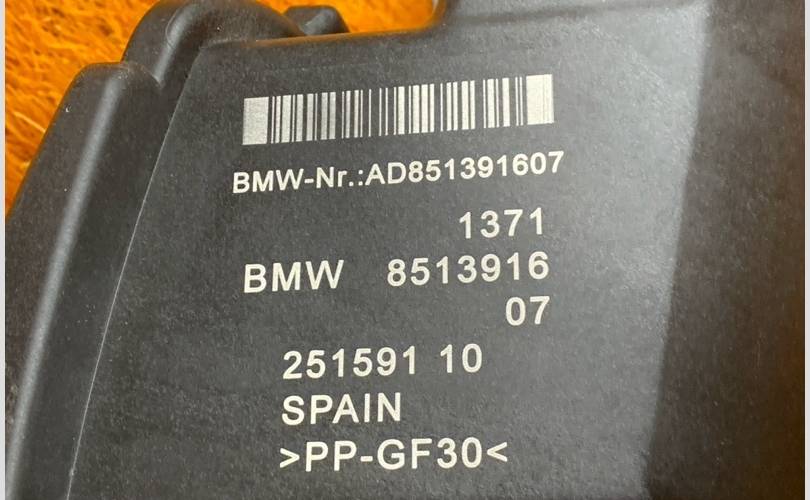 BMW-Nr.:AD851391607
1371
BMW 8513916
07
251591 10
SPAIN
>PP-GF30<